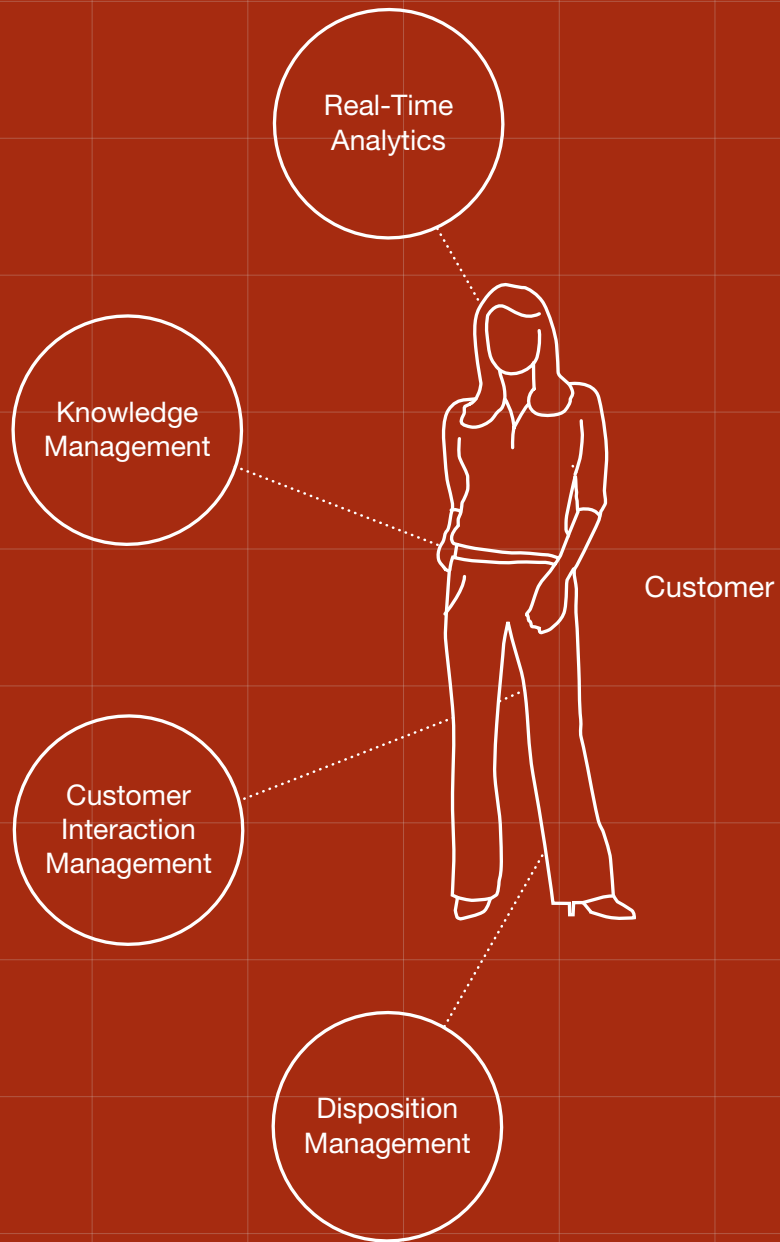 Real-Time
Analytics
Knowledge
Management
Customer
Customer
Interaction
Management
Disposition
Management